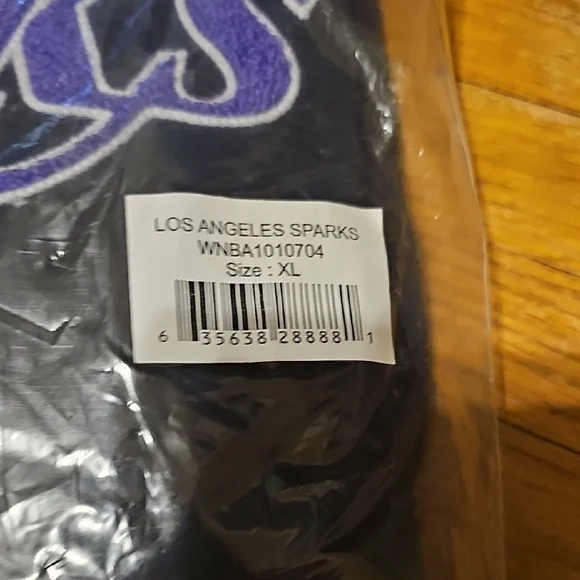 LOS ANGELES SPARKS
WNBA1010704
Size : XL
6 35638 28888 1